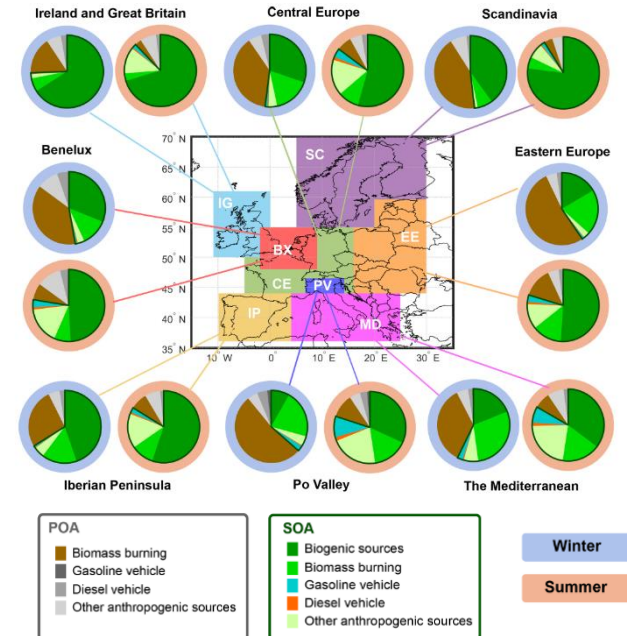 Ireland and Great Britain
Central Europe
Scandinavia
Benelux
Eastern Europe
70° N
65° N
60° N
55° N
50° N
45° N
40° N
35° N
10° W
0°
10° E
20° E
30° E
SC
IG
EE
BX
CE
PV
IP
MD
Iberian Peninsula
Po Valley
The Mediterranean
POA
Biomass burning
Gasoline vehicle
Diesel vehicle
Other anthropogenic sources
SOA
Biogenic sources
Biomass burning
Gasoline vehicle
Diesel vehicle
Other anthropogenic sources
Winter
Summer